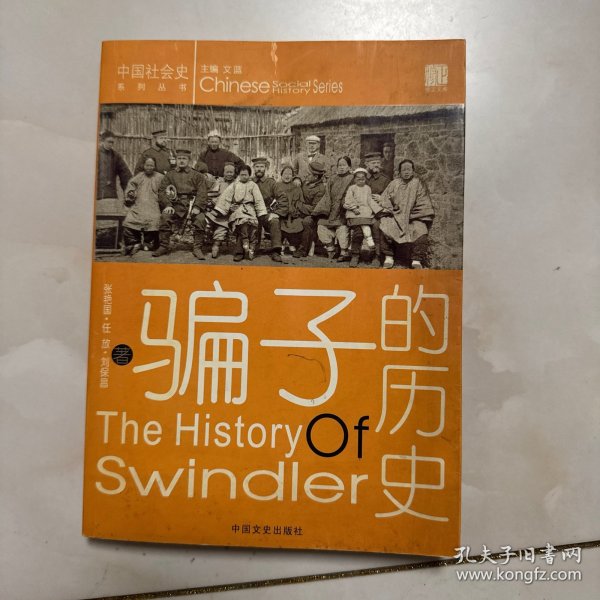 中国社会史
系列丛书
主编 文蓝
Chinese Social History Series
张艳国·任 放·刘保昌
著
骗子的历史
The History Of
Swindler
中国文史出版社
孔夫子旧书网
www.kongfz.com